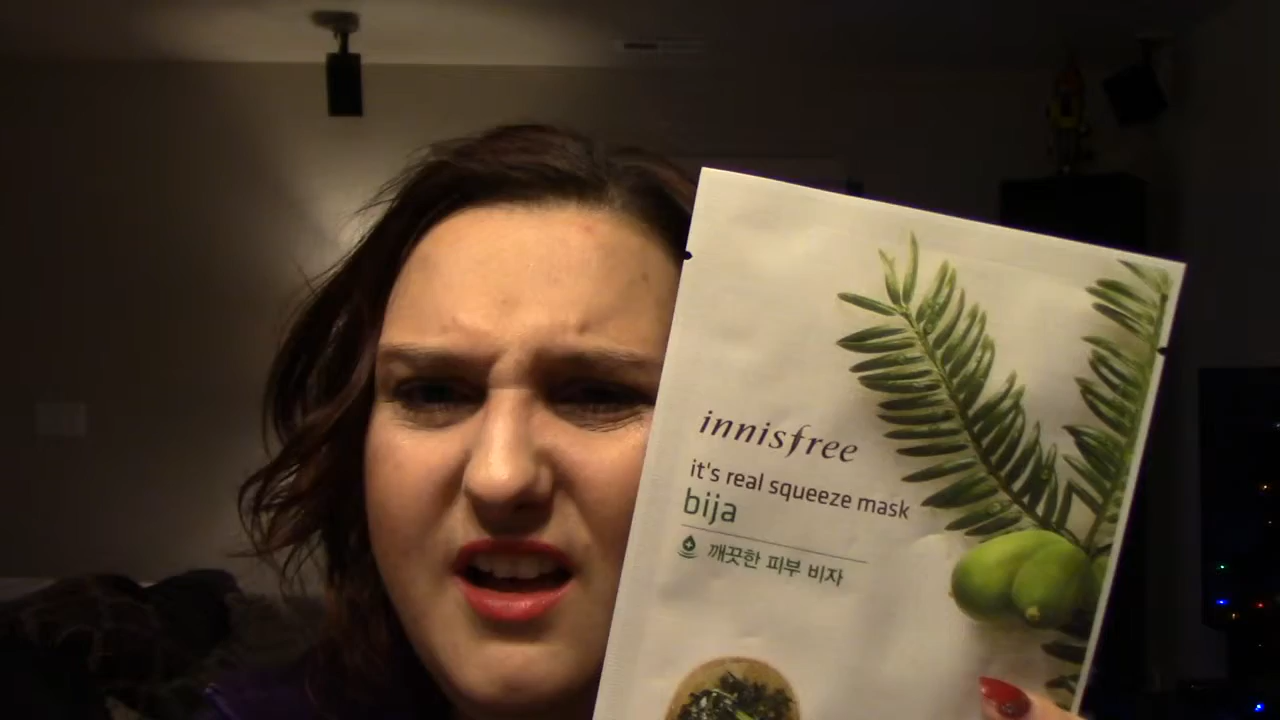 innisfree
it's real squeeze mask
bija
깨끗한 피부 비자